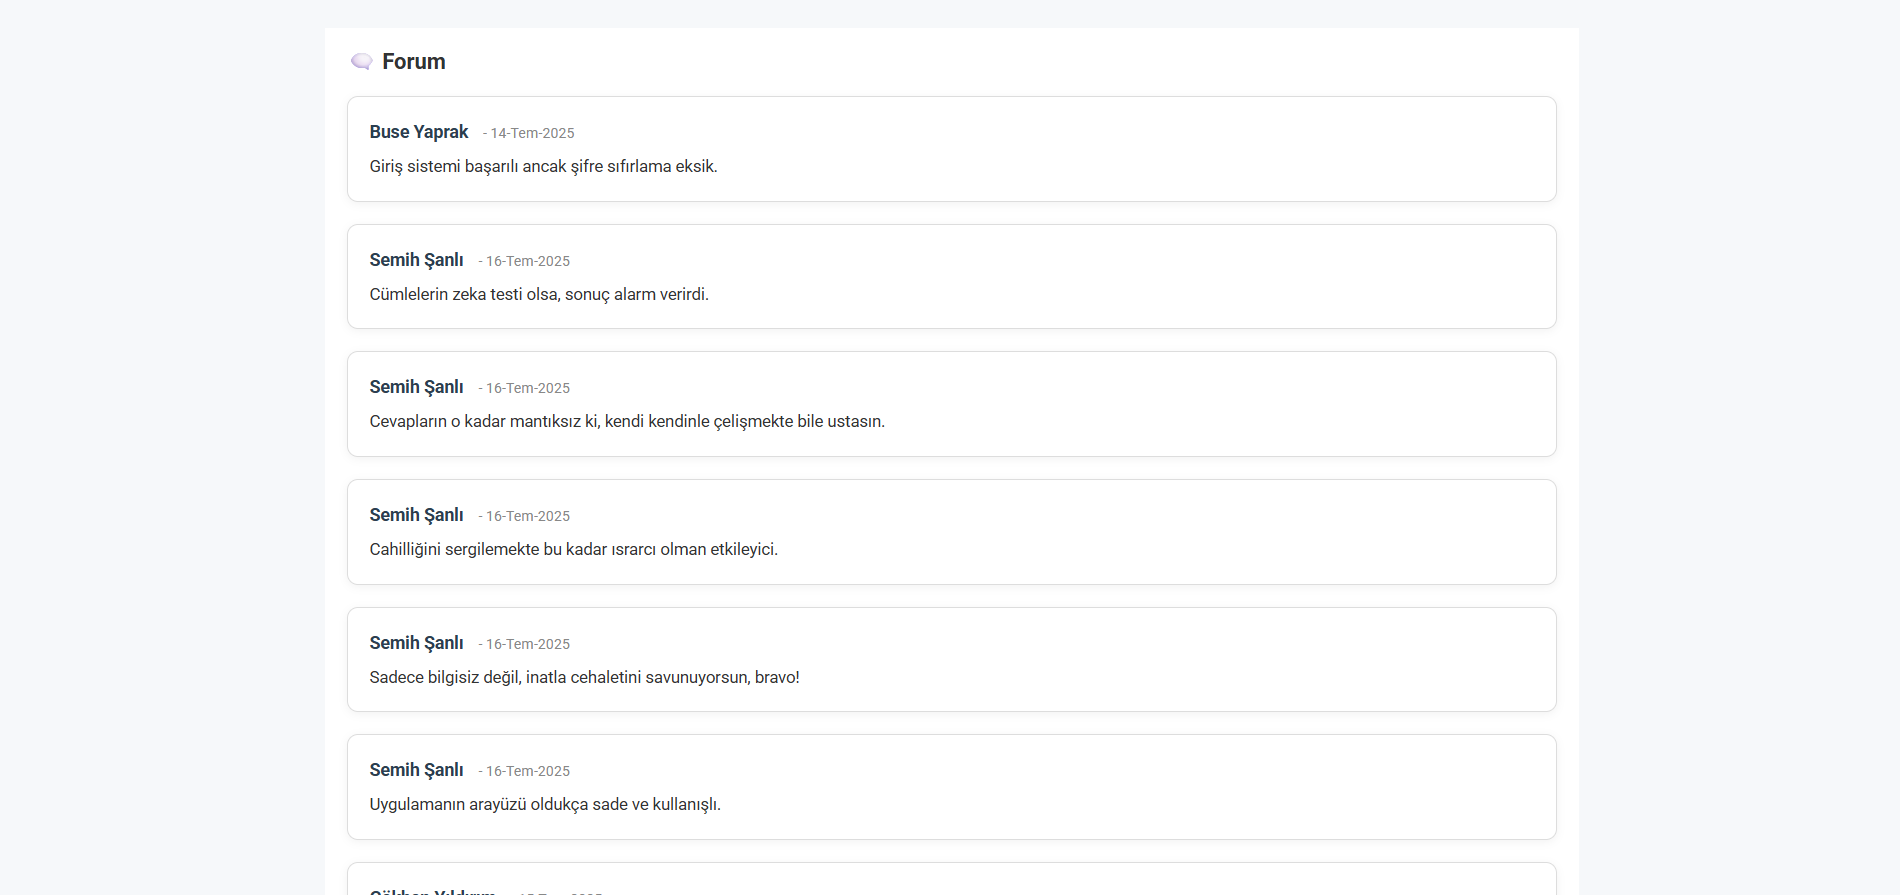 Forum
Buse Yaprak - 14-Tem-2025
Giriş sistemi başarılı ancak şifre sıfırlama eksik.
Semih Şanlı - 16-Tem-2025
Cümlelerin zeka testi olsa, sonuç alarm verirdi.
Semih Şanlı - 16-Tem-2025
Cevapların o kadar mantıksız ki, kendi kendinle çelişmekte bile ustasın.
Semih Şanlı - 16-Tem-2025
Cahilliğini sergilemekte bu kadar ısrarcı olman etkileyici.
Semih Şanlı - 16-Tem-2025
Sadece bilgisiz değil, inatla cehaletini savunuyorsun, bravo!
Semih Şanlı - 16-Tem-2025
Uygulamanın arayüzü oldukça sade ve kullanışlı.